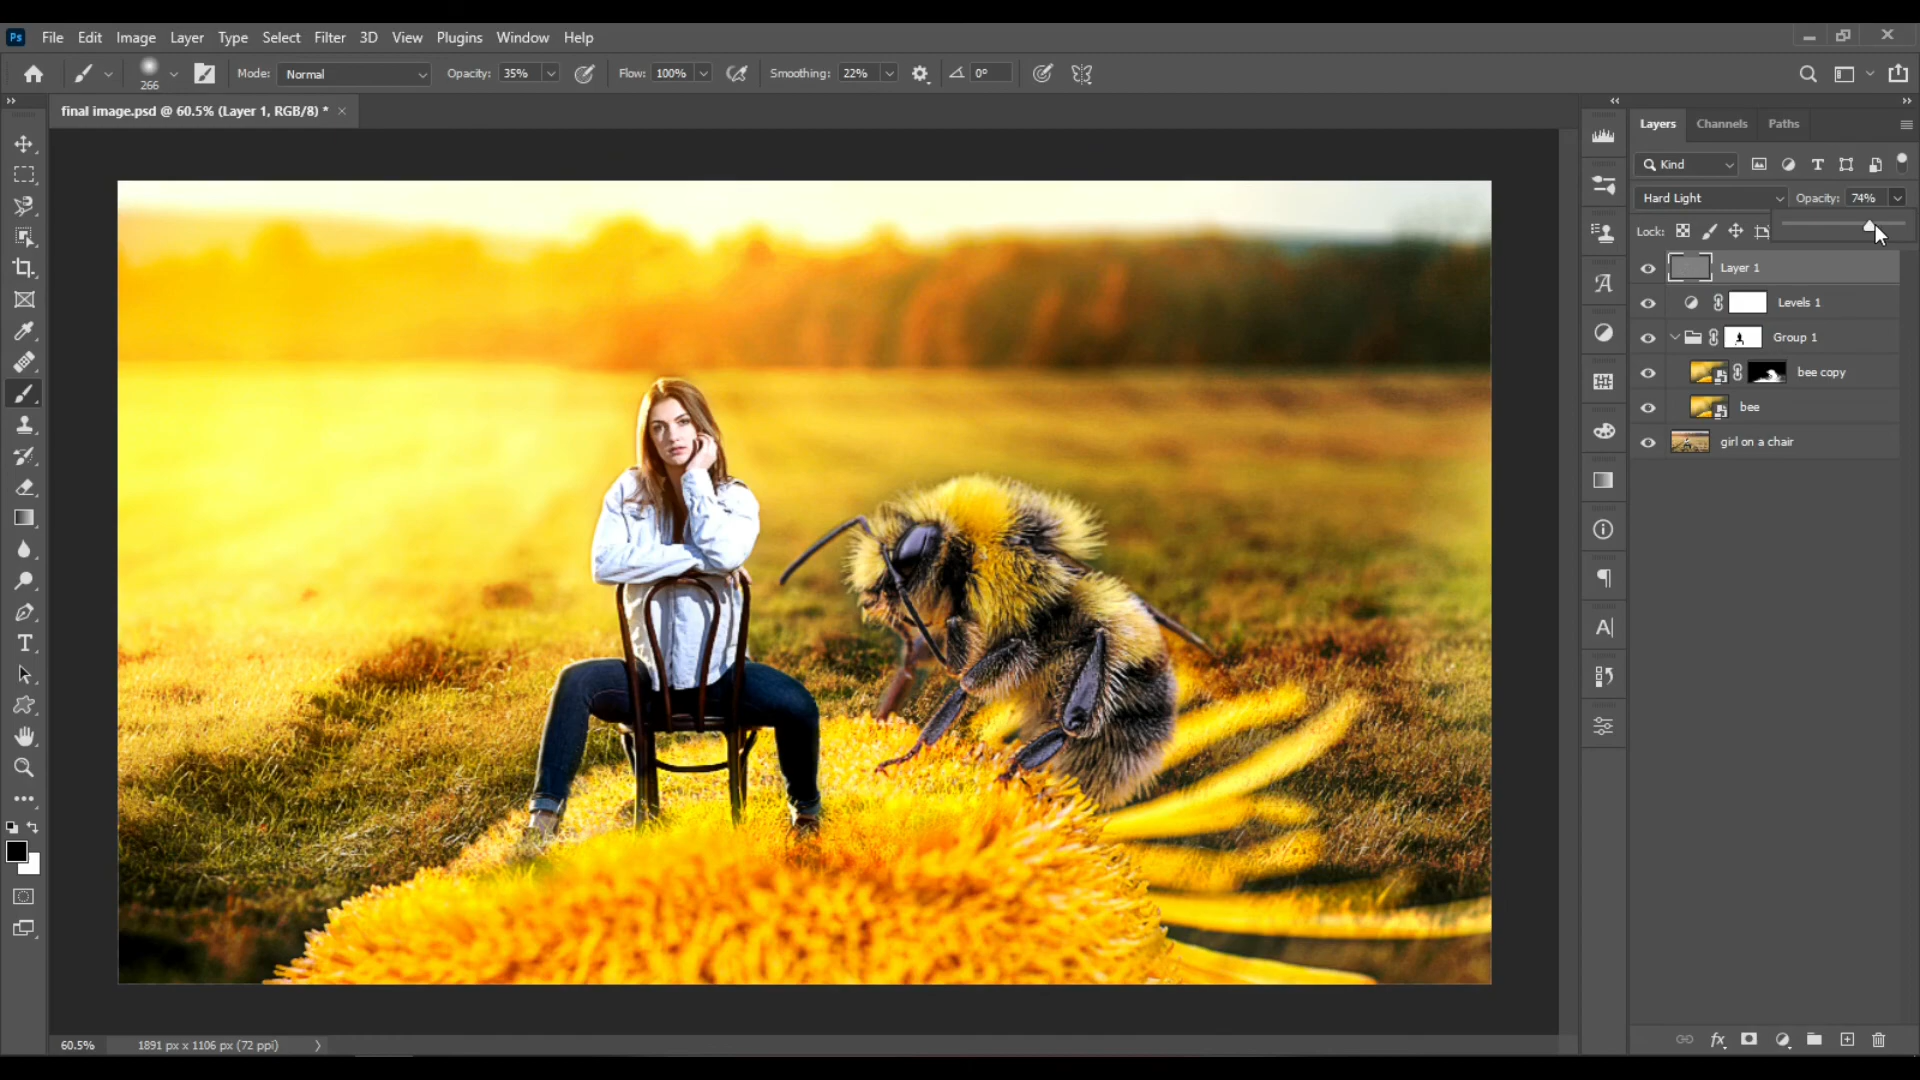 Ps File Edit Image Layer Type Select Filter 3D View Plugins Window Help
266 Mode: Normal Opacity: 35% Flow: 100% Smoothing: 22% 0°
final image.psd @ 60.5% (Layer 1, RGB/8) * ×
Layers Channels Paths
Kind
Hard Light Opacity: 74%
Lock:
Layer 1
Levels 1
Group 1
bee copy
bee
girl on a chair
60.5% 1891 px x 1106 px (72 ppi)